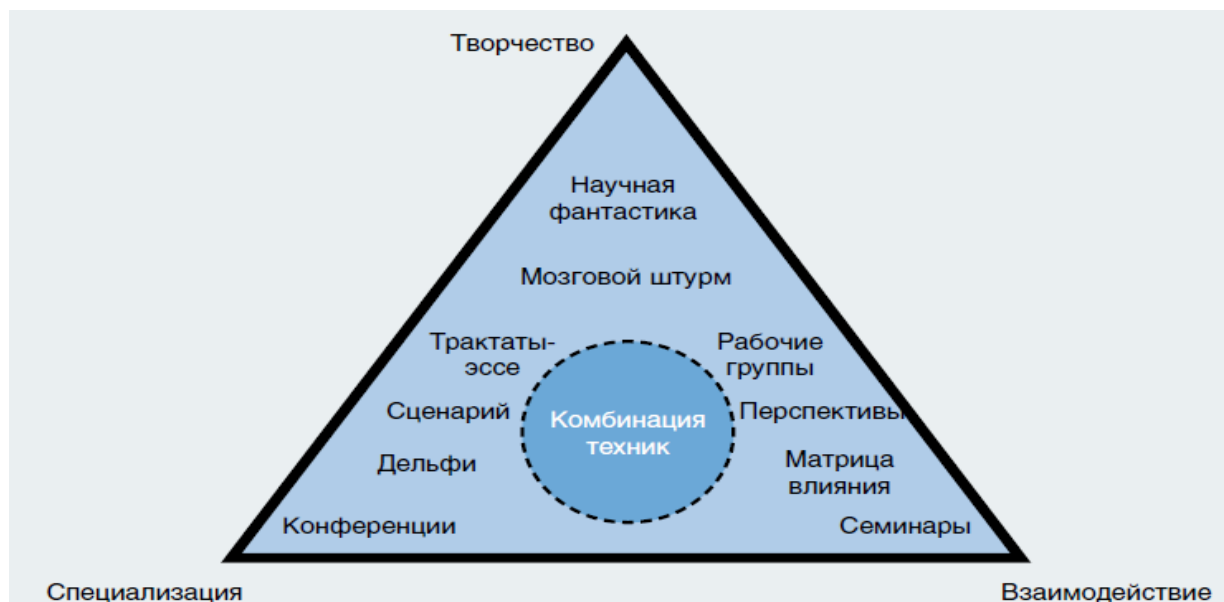 Творчество
Научная
фантастика
Мозговой штурм
Трактаты-
эссе
Рабочие
группы
Сценарий
Комбинация
техник
Перспективы
Дельфи
Матрица
влияния
Конференции
Семинары
Специализация
Взаимодействие